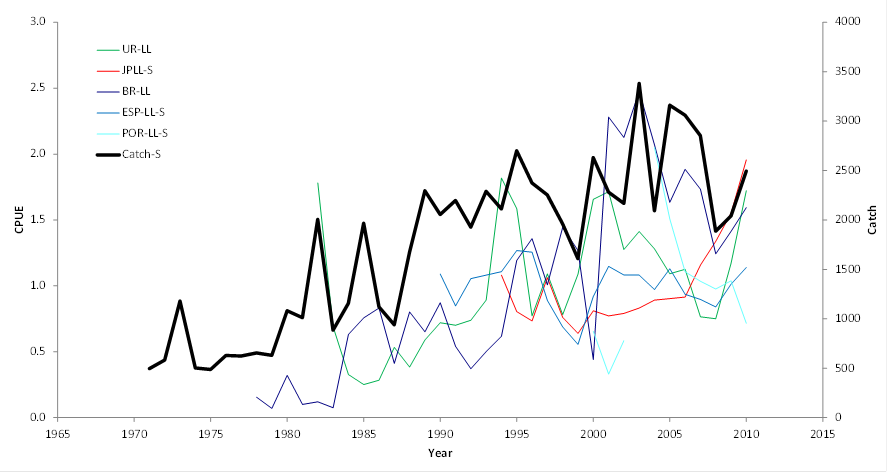 3.0
2.5
2.0
1.5
1.0
0.5
0.0
CPUE
UR-LL
JPLL-S
BR-LL
ESP-LL-S
POR-LL-S
Catch-S
4000
3500
3000
2500
2000
1500
1000
500
0
Catch
1965 1970 1975 1980 1985 1990 1995 2000 2005 2010 2015
Year